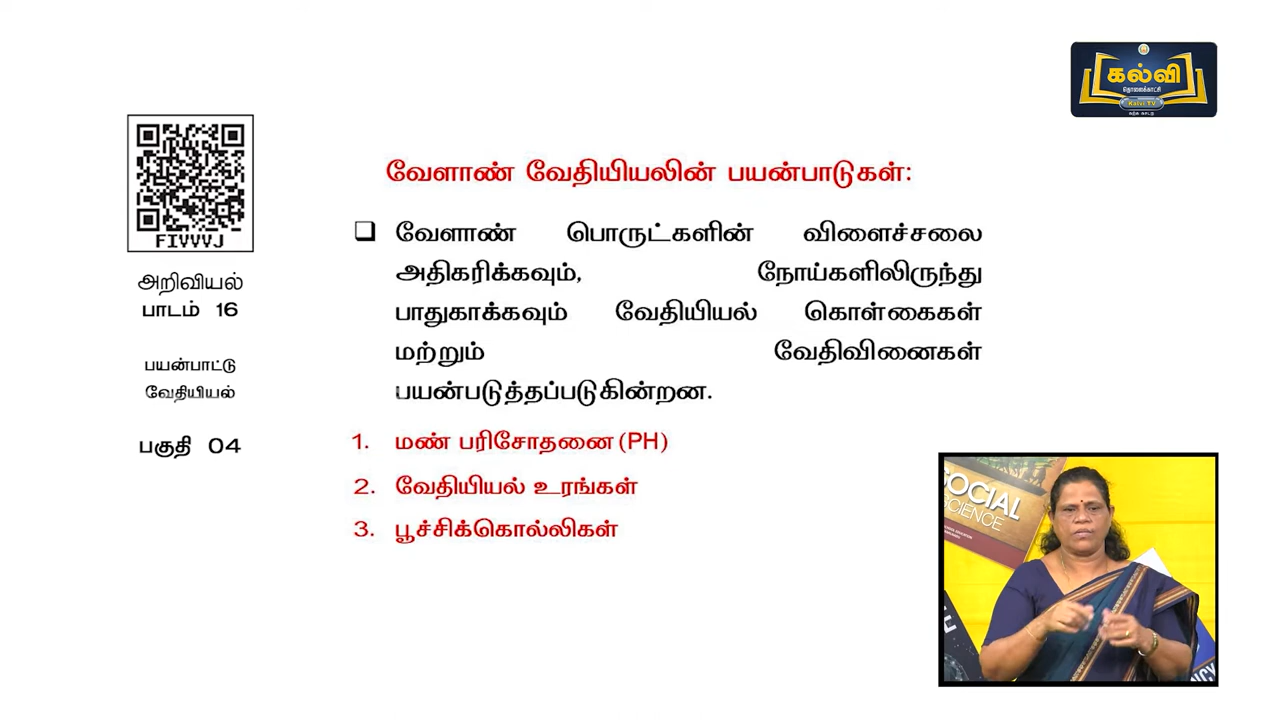 கல்வி
தொலைக்காட்சி
Kalvi TV
FIVVVJ
அறிவியல்
பாடம் 16
பயன்பாட்டு
வேதியியல்
பகுதி 04
வேளாண் வேதியியலின் பயன்பாடுகள்:
❑ வேளாண் பொருட்களின் விளைச்சலை
அதிகரிக்கவும், நோய்களிலிருந்து
பாதுகாக்கவும் வேதியியல் கொள்கைகள்
மற்றும் வேதிவினைகள்
பயன்படுத்தப்படுகின்றன.
1. மண் பரிசோதனை (PH)
2. வேதியியல் உரங்கள்
3. பூச்சிக்கொல்லிகள்
SOCIAL
SCIENCE